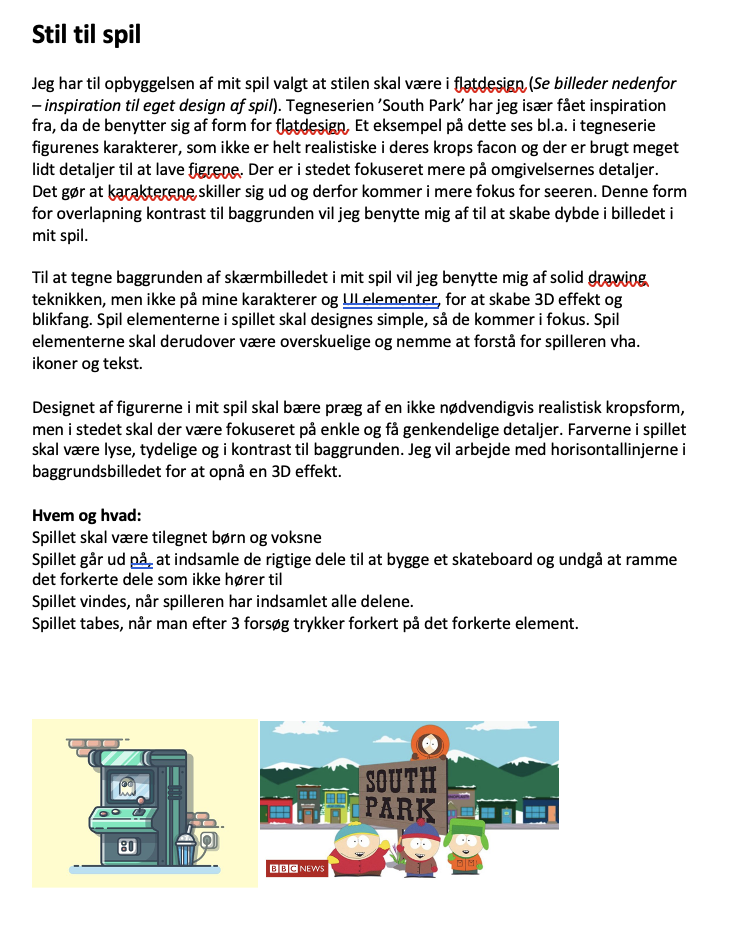 Stil til spil
Jeg har til opbyggelsen af mit spil valgt at stilen skal være i flatdesign (Se billeder nedenfor
– inspiration til eget design af spil). Tegneserien ’South Park’ har jeg især fået inspiration
fra, da de benytter sig af form for flatdesign. Et eksempel på dette ses bl.a. i tegneserie
figurenes karakterer, som ikke er helt realistiske i deres krops facon og der er brugt meget
lidt detaljer til at lave figrene. Der er i stedet fokuseret mere på omgivelsernes detaljer.
Det gør at karakterene skiller sig ud og derfor kommer i mere fokus for seeren. Denne form
for overlapning kontrast til baggrunden vil jeg benytte mig af til at skabe dybde i billedet i
mit spil.
Til at tegne baggrunden af skærmbilledet i mit spil vil jeg benytte mig af solid drawing
teknikken, men ikke på mine karakterer og UI elementer, for at skabe 3D effekt og
blikfang. Spil elementerne i spillet skal designes simple, så de kommer i fokus. Spil
elementerne skal derudover være overskuelige og nemme at forstå for spilleren vha.
ikoner og tekst.
Designet af figurerne i mit spil skal bære præg af en ikke nødvendigvis realistisk kropsform,
men i stedet skal der være fokuseret på enkle og få genkendelige detaljer. Farverne i spillet
skal være lyse, tydelige og i kontrast til baggrunden. Jeg vil arbejde med horisontallinjerne i
baggrundsbilledet for at opnå en 3D effekt.
Hvem og hvad:
Spillet skal være tilegnet børn og voksne
Spillet går ud på, at indsamle de rigtige dele til at bygge et skateboard og undgå at ramme
det forkerte dele som ikke hører til
Spillet vindes, når spilleren har indsamlet alle delene.
Spillet tabes, når man efter 3 forsøg trykker forkert på det forkerte element.
SOUTH
PARK
BBC NEWS